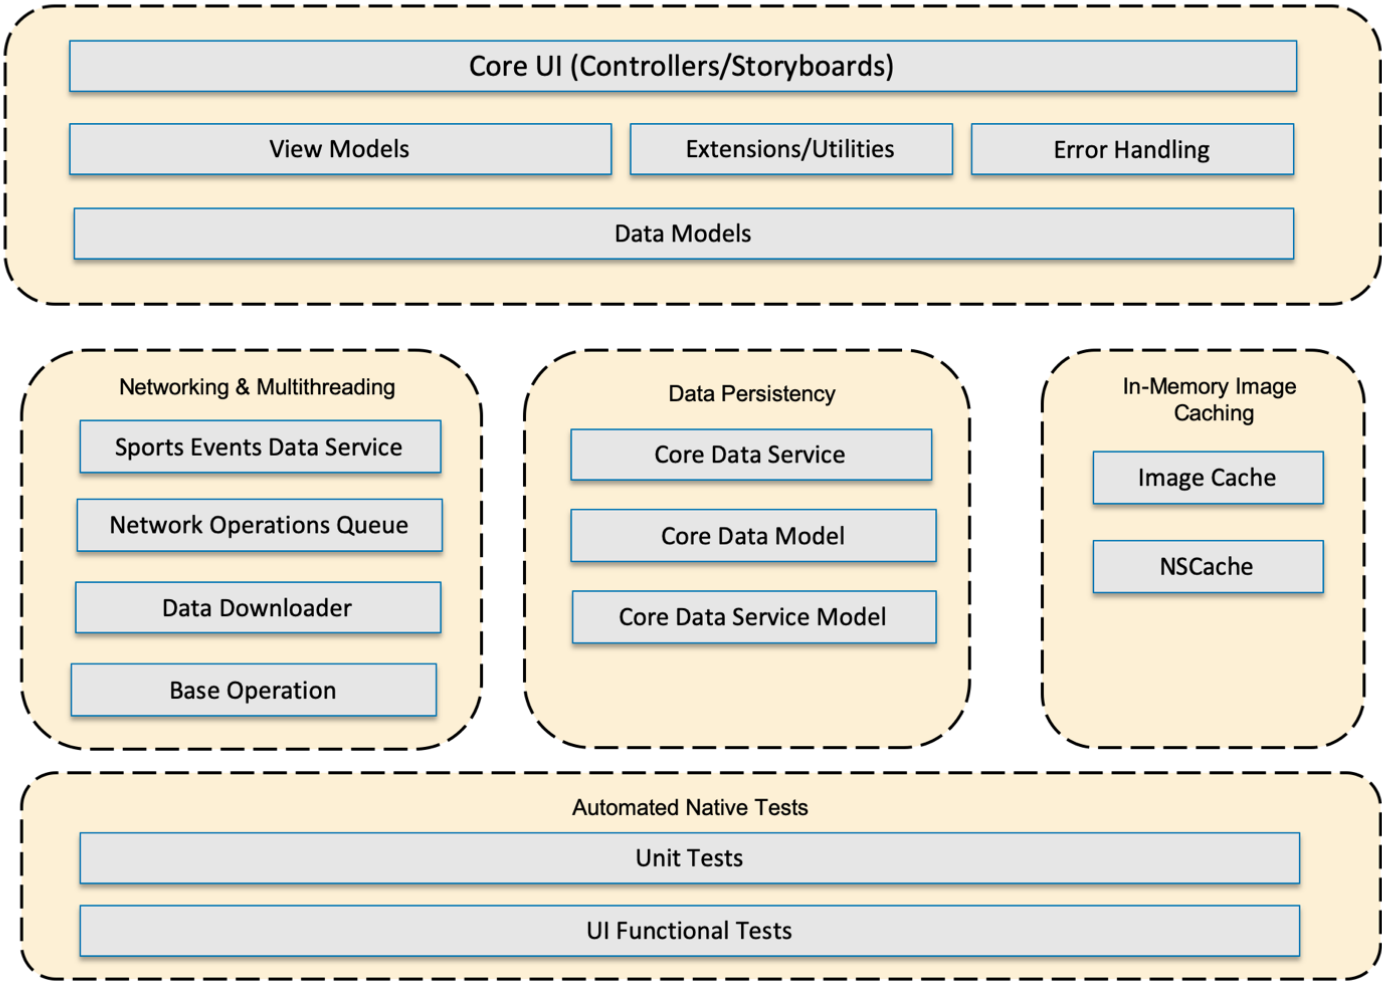 Core UI (Controllers/Storyboards)
View Models
Extensions/Utilities
Error Handling
Data Models
Networking & Multithreading
Sports Events Data Service
Network Operations Queue
Data Downloader
Base Operation
Data Persistency
Core Data Service
Core Data Model
Core Data Service Model
In-Memory Image
Caching
Image Cache
NSCache
Automated Native Tests
Unit Tests
UI Functional Tests